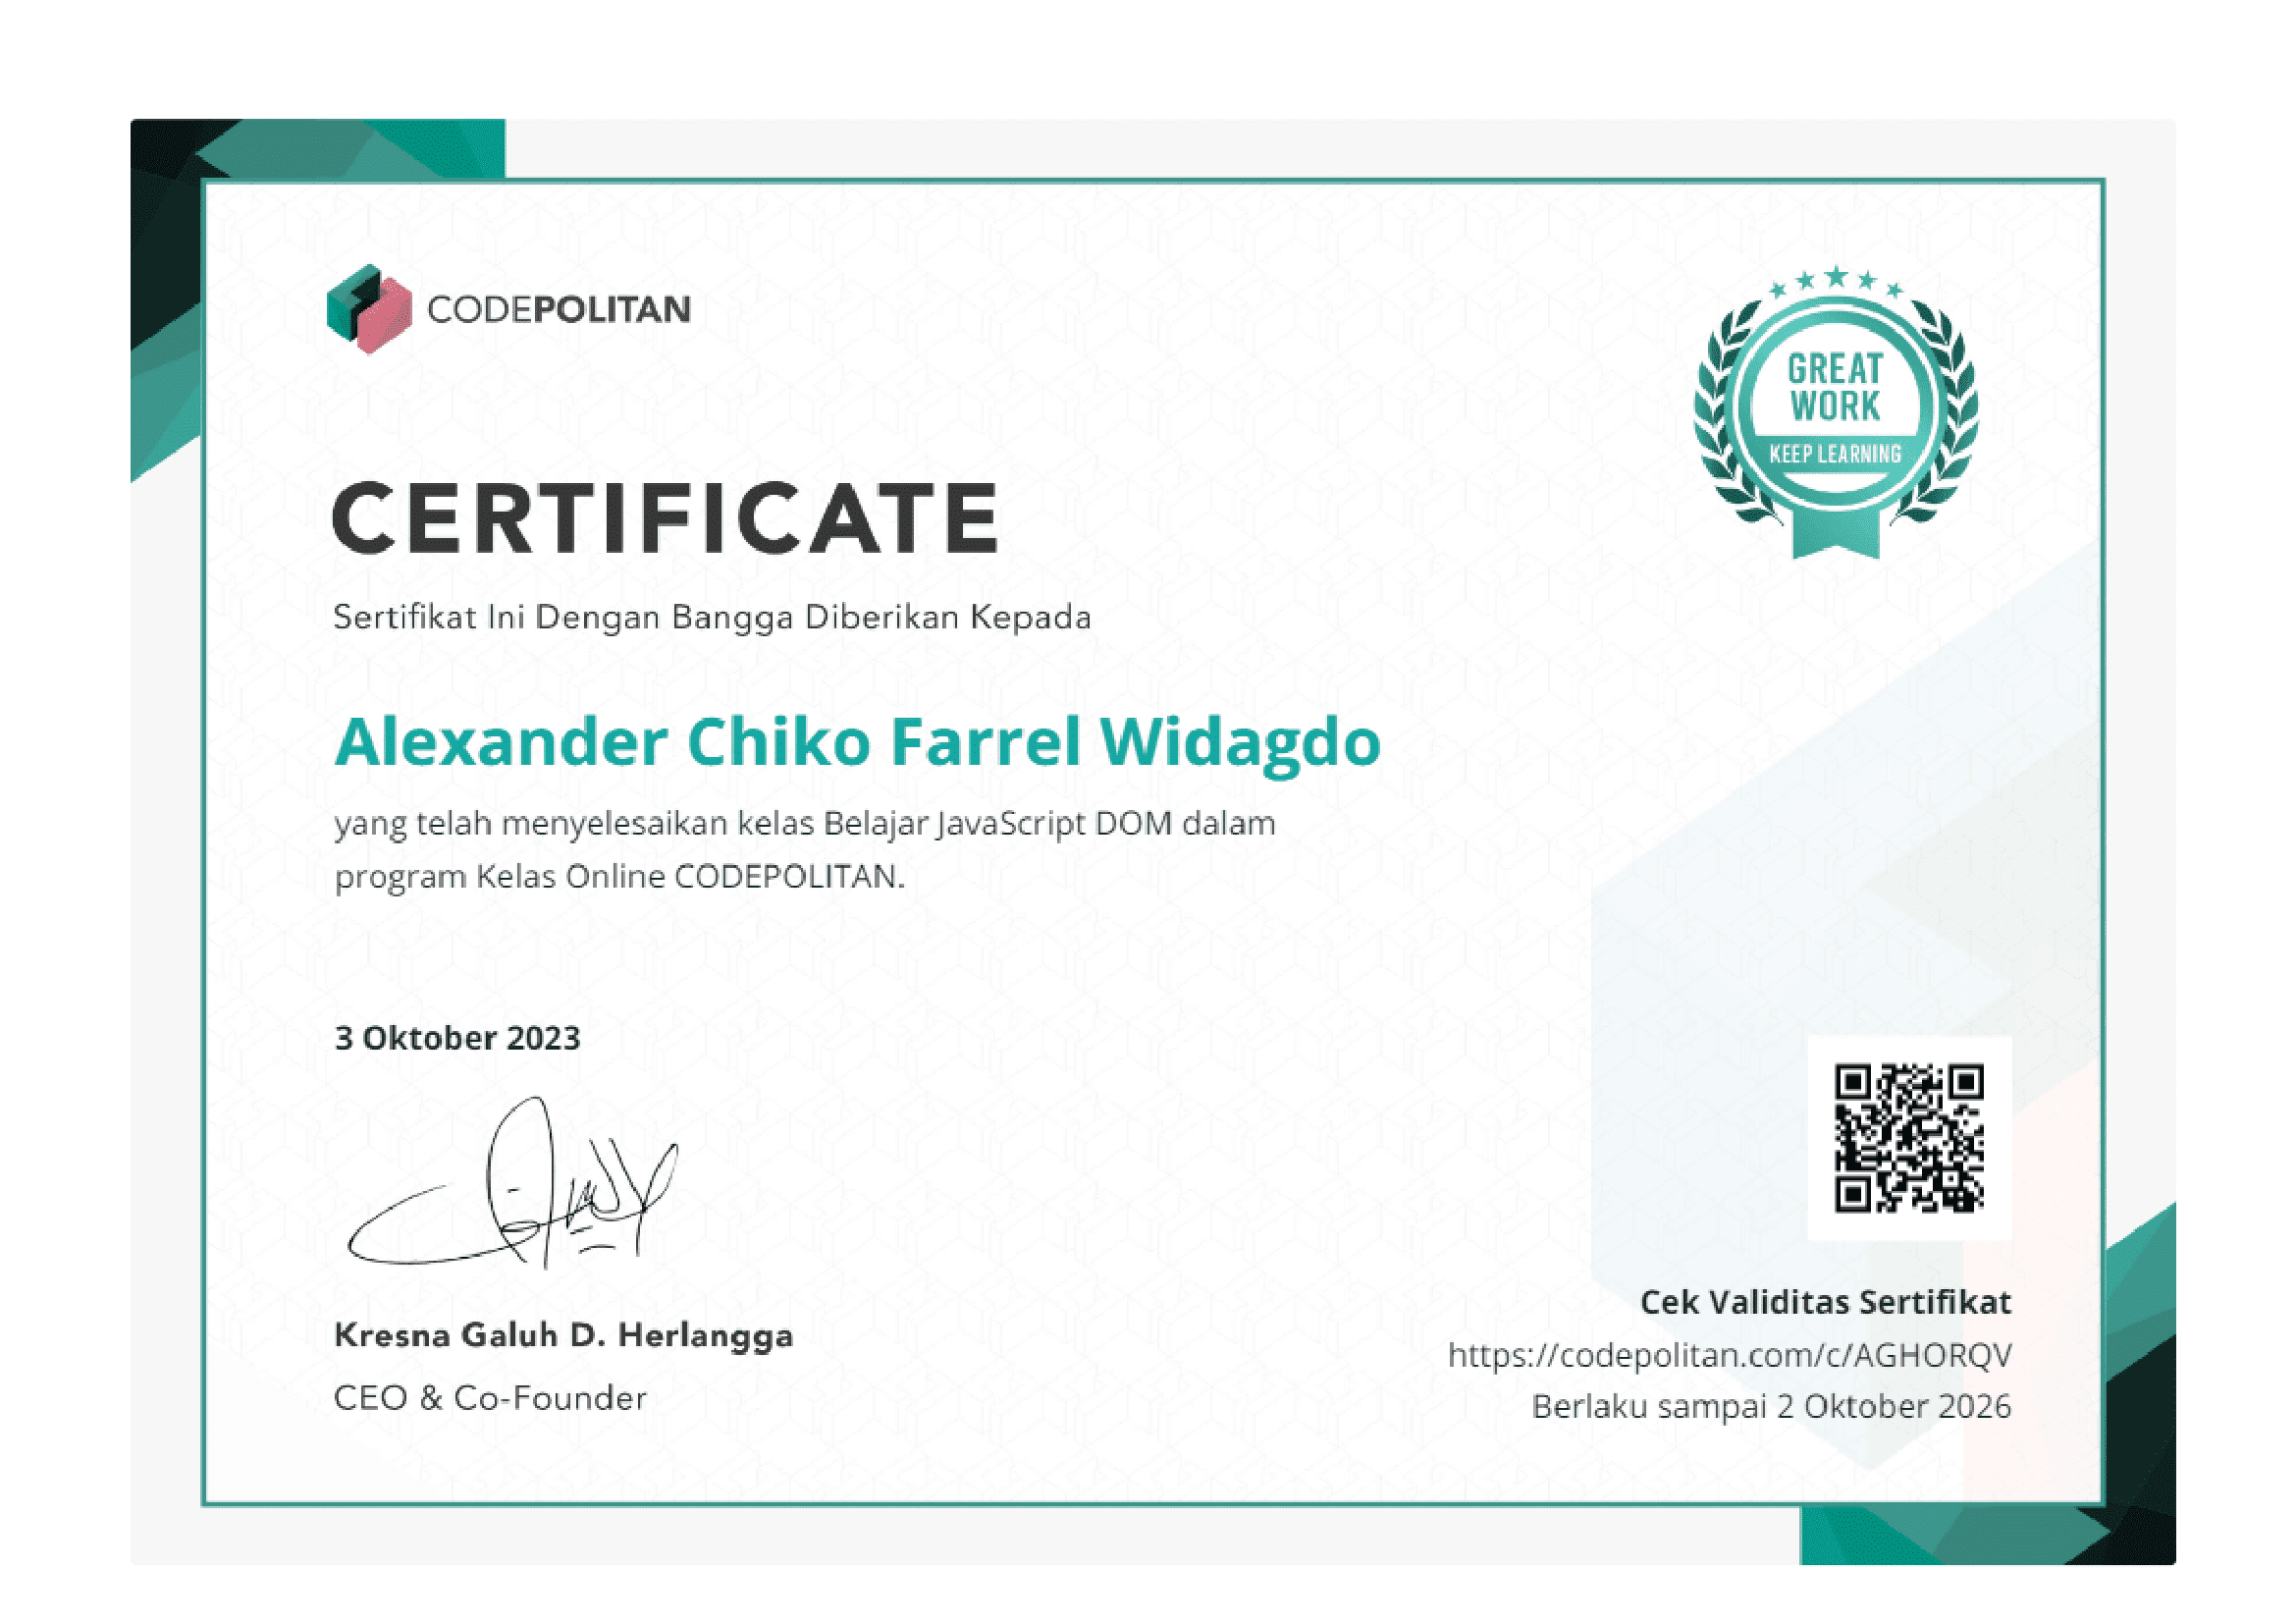 CODEPOLITAN
GREAT
WORK
KEEP LEARNING
CERTIFICATE
Sertifikat Ini Dengan Bangga Diberikan Kepada
Alexander Chiko Farrel Widagdo
yang telah menyelesaikan kelas Belajar JavaScript DOM dalam
program Kelas Online CODEPOLITAN.
3 Oktober 2023
Kresna Galuh D. Herlangga
CEO & Co-Founder
Cek Validitas Sertifikat
https://codepolitan.com/c/AGHORQV
Berlaku sampai 2 Oktober 2026